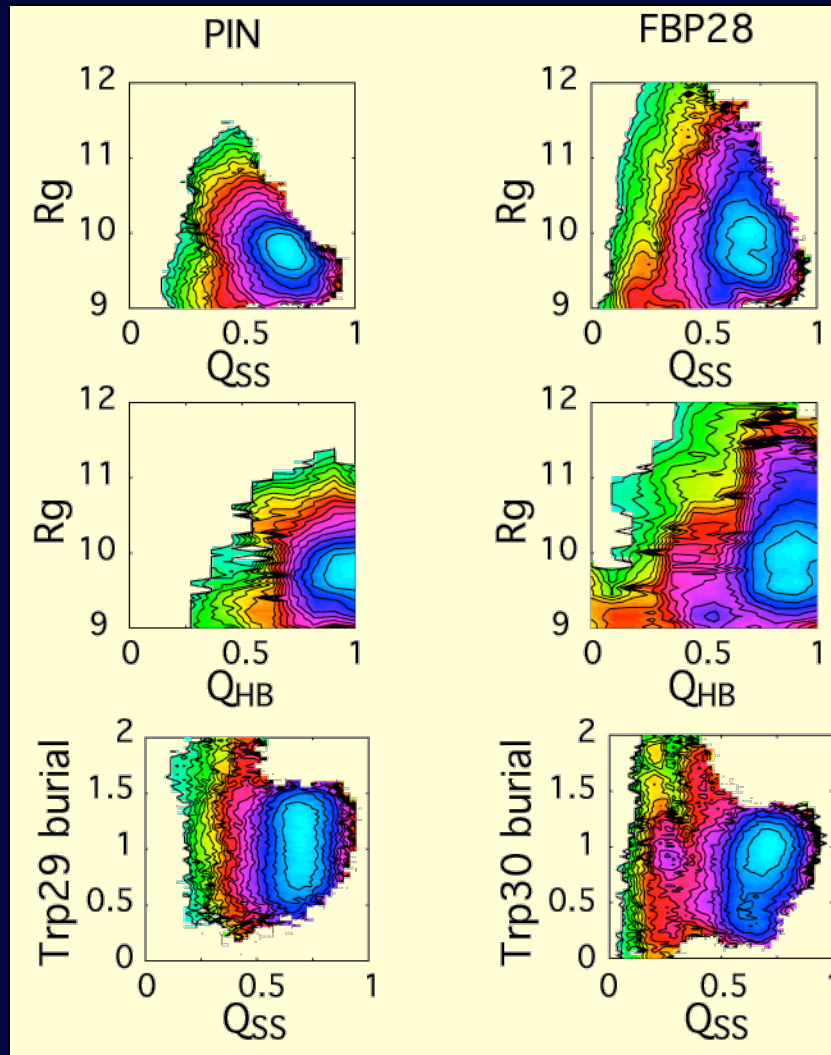 PIN FBP28
12 12
11 11
Rg Rg
10 10
9 9
0 0.5 1 0 0.5 1
QSS QSS
12 12
11 11
Rg Rg
10 10
9 9
0 0.5 1 0 0.5 1
QHB QHB
2 2
1.5 1.5
Trp29 burial Trp30 burial
1 1
0.5 0.5
0 0
0 0.5 1 0 0.5 1
QSS QSS